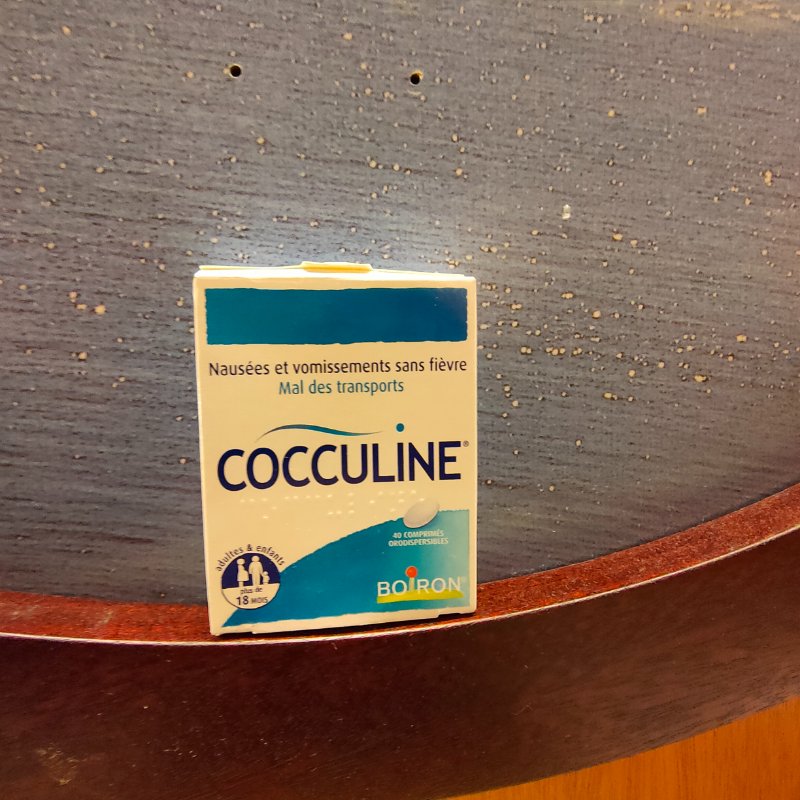 Nausées et vomissements sans fièvre
Mal des transports
COCCULINE®
40 COMPRIMÉS
ORODISPERSIBLES
adultes & enfants
plus de
18 MOIS
BOIRON